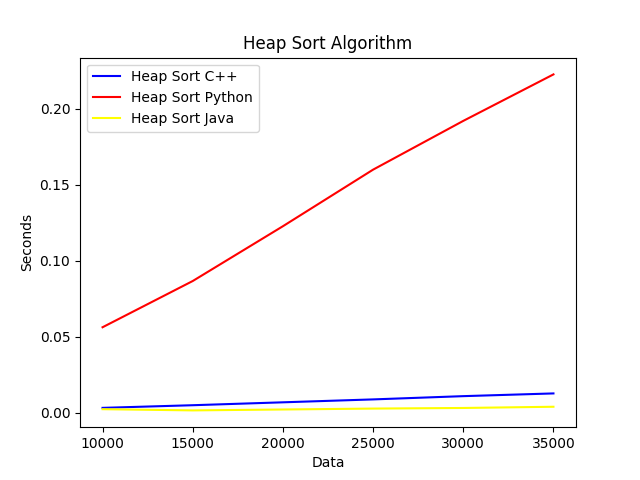 Heap Sort Algorithm
Heap Sort C++
Heap Sort Python
Heap Sort Java
Seconds
0.20
0.15
0.10
0.05
0.00
10000 15000 20000 25000 30000 35000
Data